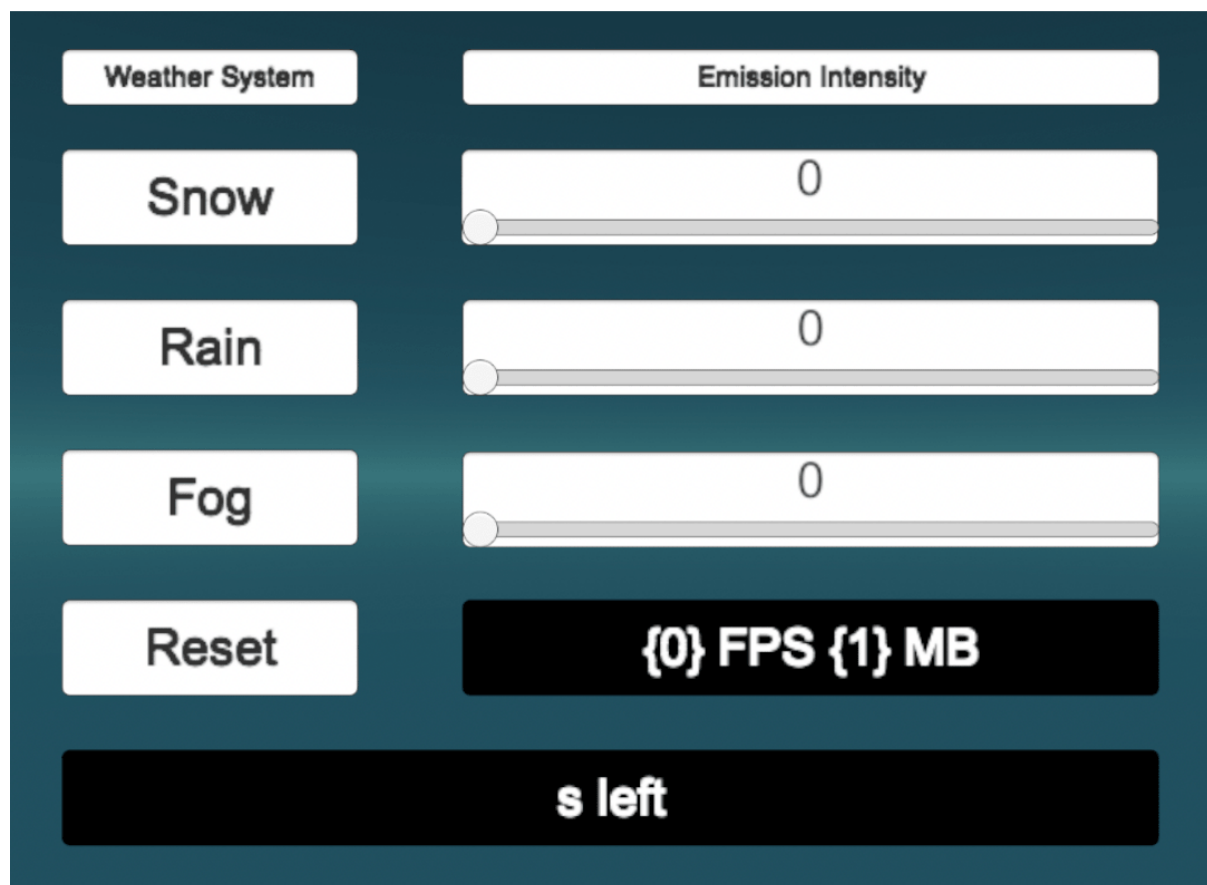 Weather System
Emission Intensity
Snow
0
Rain
0
Fog
0
Reset
{0} FPS {1} MB
s left